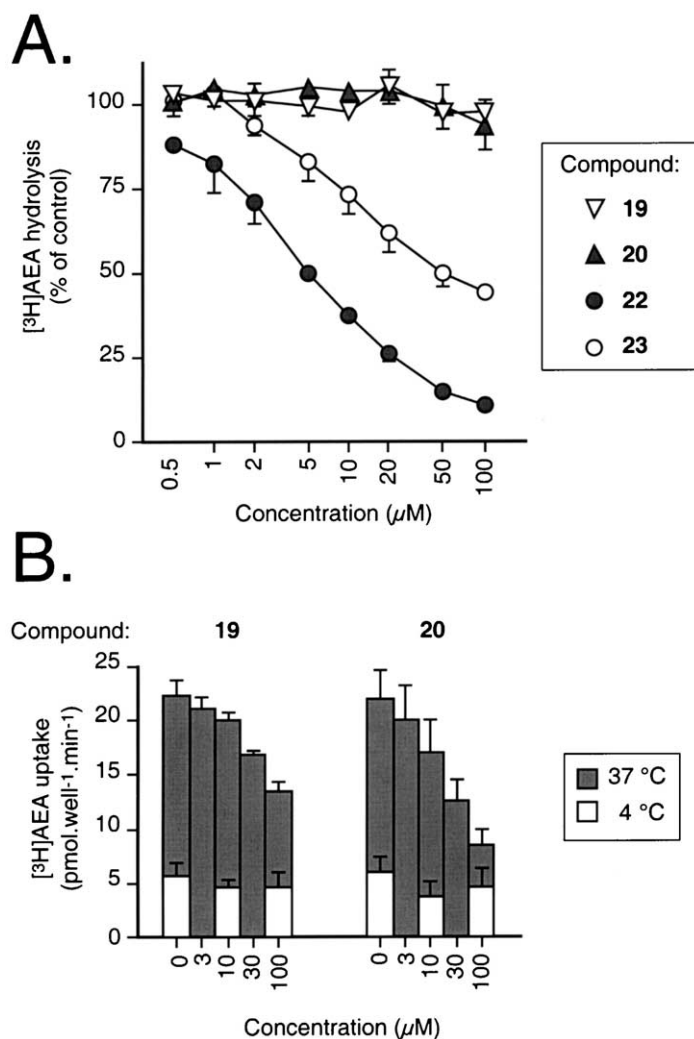 A.
[³H]AEA hydrolysis
(% of control)
100
75
50
25
0
0.5
1
2
5
10
20
50
100
Concentration (µM)
Compound:
19
20
22
23
B.
Compound: 19 20
[³H]AEA uptake
(pmol.well⁻¹.min⁻¹)
25
20
15
10
5
0
0
3
10
30
100
0
3
10
30
100
Concentration (µM)
37 °C
4 °C